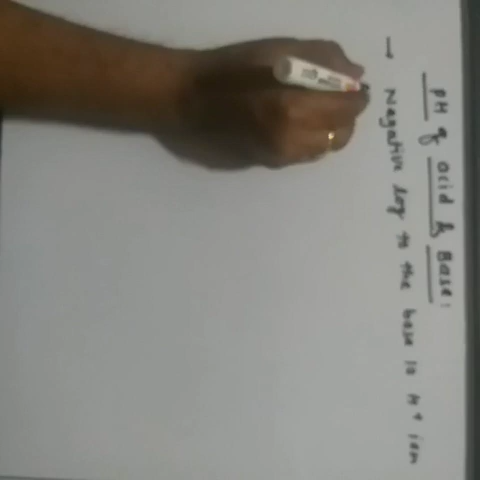 pH of acid & Base:
→ Negative log to the base 10 H+ ion